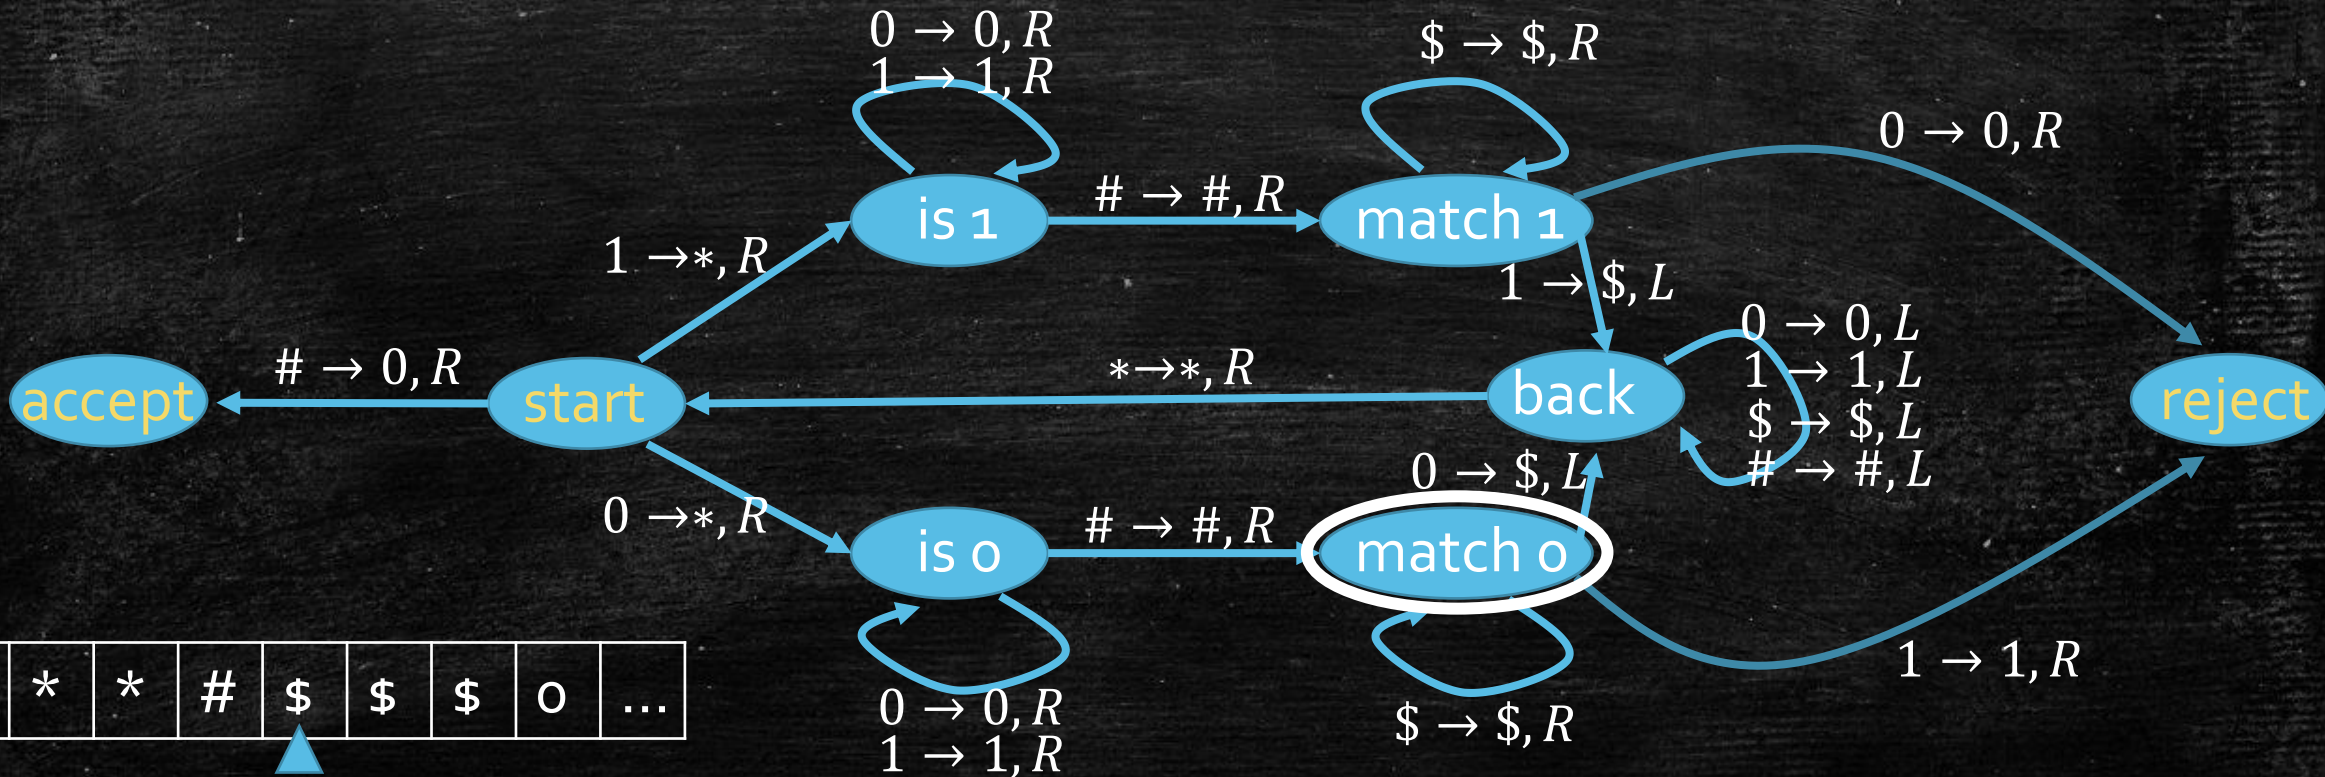 0 → 0, R
1 → 1, R
$ → $, R
0 → 0, R
is 1
# → #, R
match 1
1 →*, R
1 → $, L
accept
# → 0, R
start
*→*, R
back
0 → 0, L
1 → 1, L
$ → $, L
# → #, L
reject
0 → $, L
0 →*, R
is 0
# → #, R
match 0
1 → 1, R
* * # $ $ $ 0 ...
0 → 0, R
1 → 1, R
$ → $, R